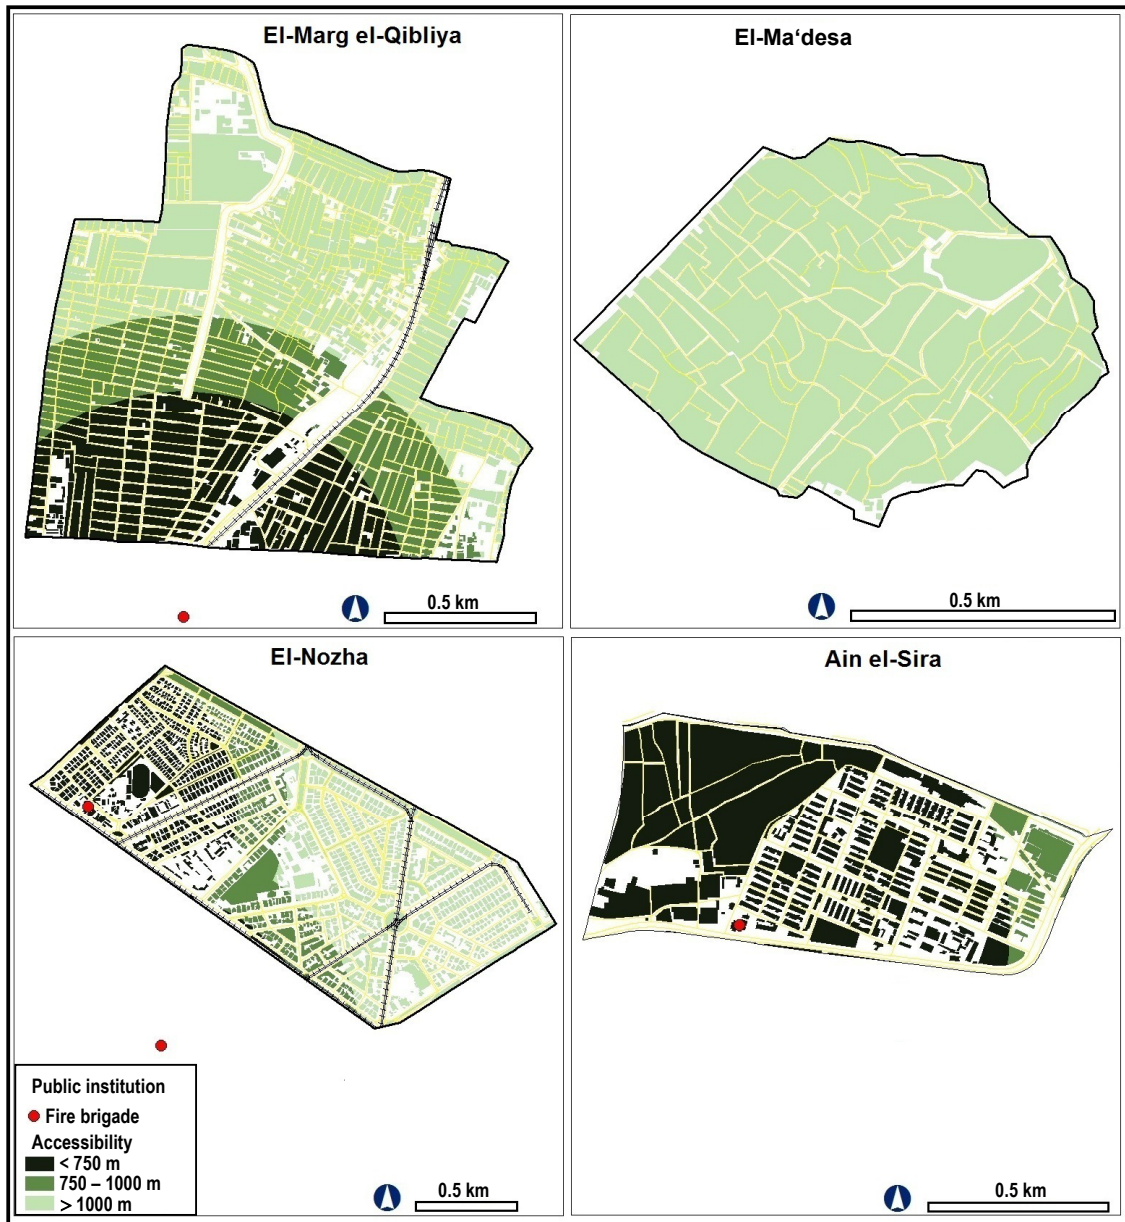 El-Marg el-Qibliya
0.5 km
El-Ma‘desa
0.5 km
El-Nozha
Public institution
Fire brigade
Accessibility
< 750 m
750 – 1000 m
> 1000 m
0.5 km
Ain el-Sira
0.5 km